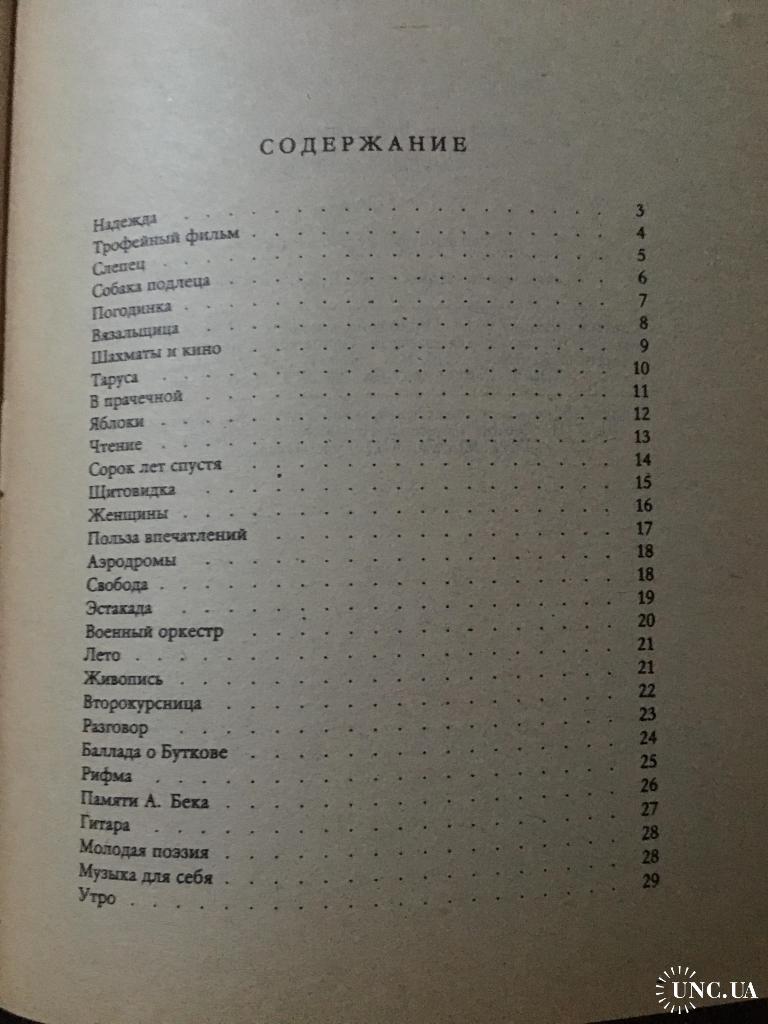 СОДЕРЖАНИЕ
Надежда 3
Трофейный фильм 4
Слепец 5
Собака подлеца 6
Погодинка 7
Вязальщица 8
Шахматы и кино 9
Таруса 10
В прачечной 11
Яблоки 12
Чтение 13
Сорок лет спустя 14
Щитовидка 15
Женщины 16
Польза впечатлений 17
Аэродромы 18
Свобода 18
Эстакада 19
Военный оркестр 20
Лето 21
Живопись 21
Второкурсница 22
Разговор 23
Баллада о Буткове 24
Рифма 25
Памяти А. Бека 26
Гитара 27
Молодая поэзия 28
Музыка для себя 28
Утро 29
UNC.UA